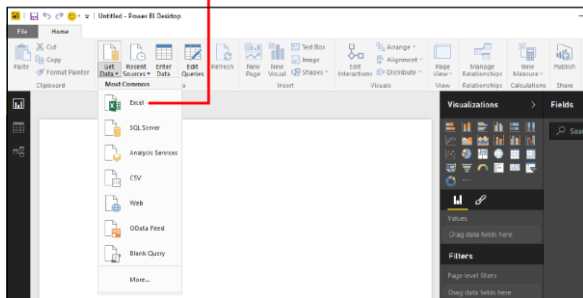 Untitled - Power BI Desktop
File Home
Cut
Copy
Format Painter
Paste
Clipboard
Get Data
Recent Sources
Enter Data
Edit Queries
Refresh
New Page
New Visual
Text Box
Image
Shapes
Insert
Edit Interactions
Arrange
Alignment
Distribute
Visuals
Page View
View
Manage Relationships
Relationships
New Measure
Calculations
Publish
Share
Most Common
Excel
SQL Server
Analysis Services
CSV
Web
OData Feed
Blank Query
More...
Visualizations
Fields
Values
Drag data fields here
Filters
Page level filters
Drag data fields here